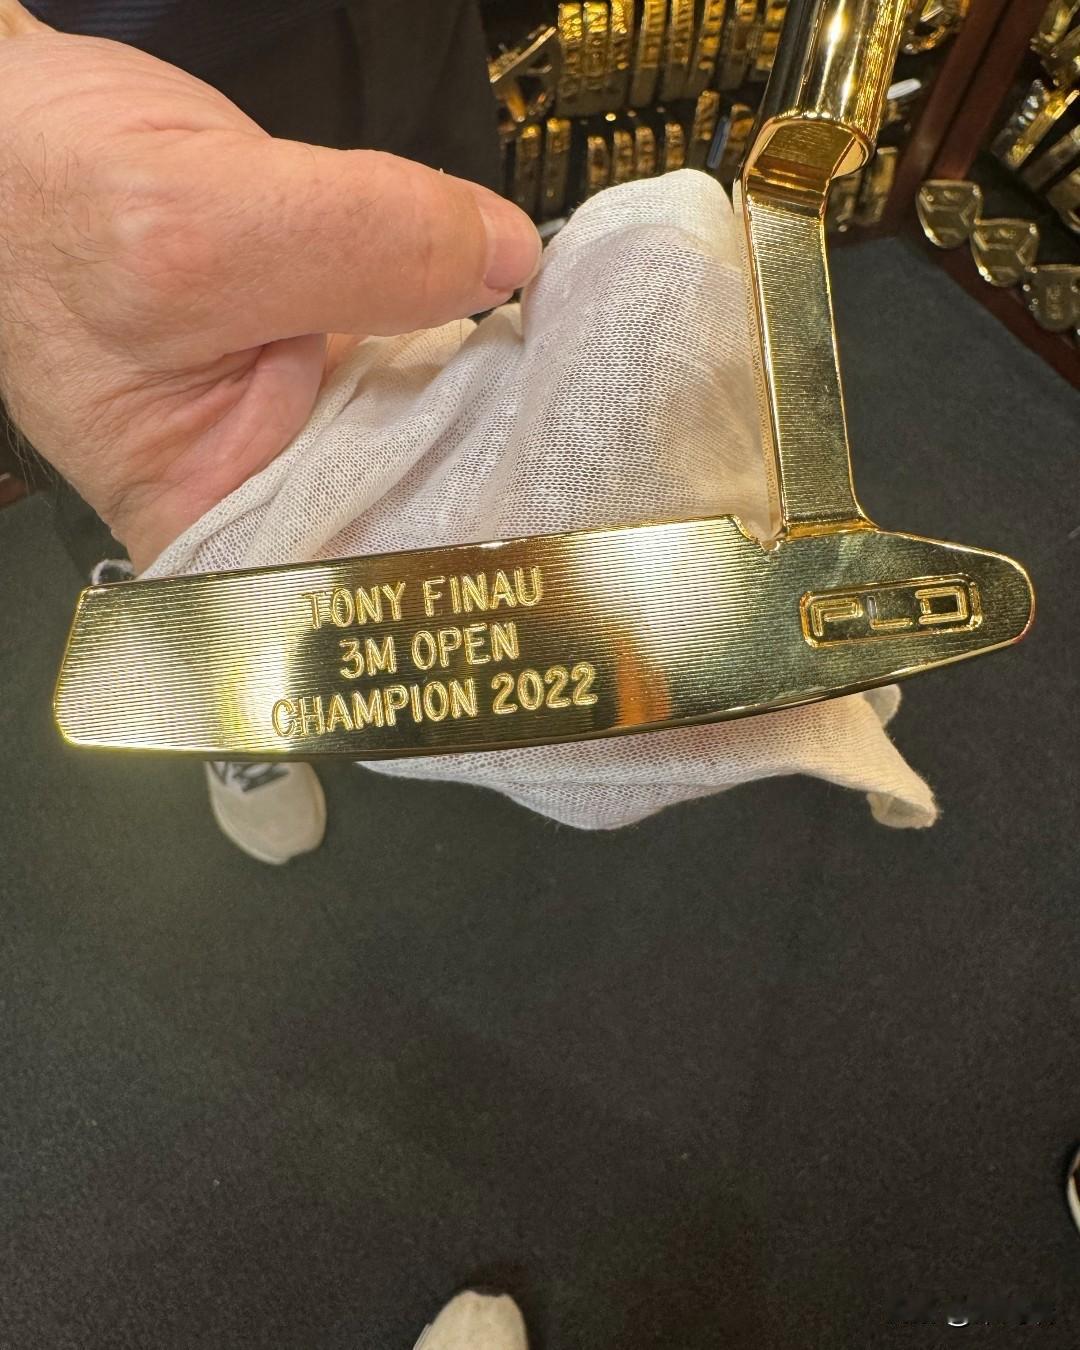 TONY FINAU
3M OPEN
CHAMPION 2022
PLD